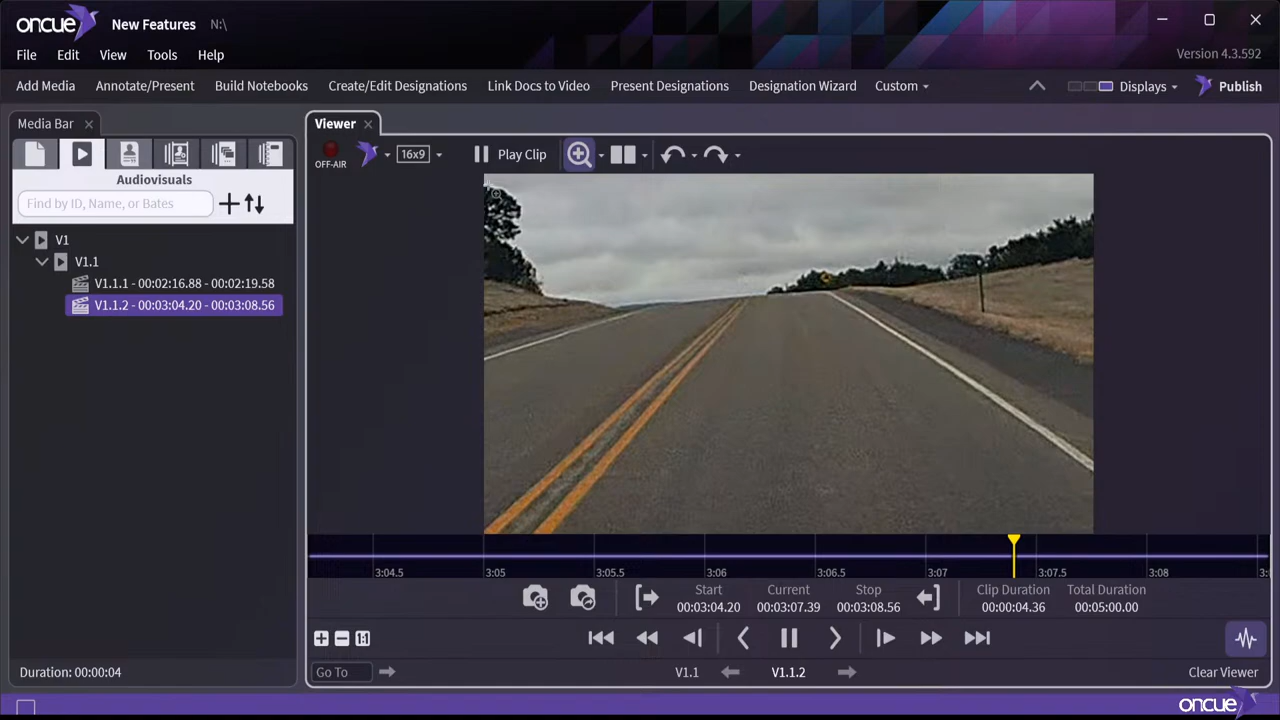 oncue New Features N:\
File Edit View Tools Help
Version 4.3.592
Add Media Annotate/Present Build Notebooks Create/Edit Designations Link Docs to Video Present Designations Designation Wizard Custom Displays Publish
Media Bar
Audiovisuals
Find by ID, Name, or Bates
V1
V1.1
V1.1.1 - 00:02:16.88 - 00:02:19.58
V1.1.2 - 00:03:04.20 - 00:03:08.56
Duration: 00:00:04
Viewer
OFF-AIR 16x9 Play Clip
3:04.5 3:05 3:05.5 3:06 3:06.5 3:07 3:07.5 3:08
Start Current Stop Clip Duration Total Duration
00:03:04.20 00:03:07.39 00:03:08.56 00:00:04.36 00:05:00.00
1:1
Go To V1.1 V1.1.2 Clear Viewer
oncue